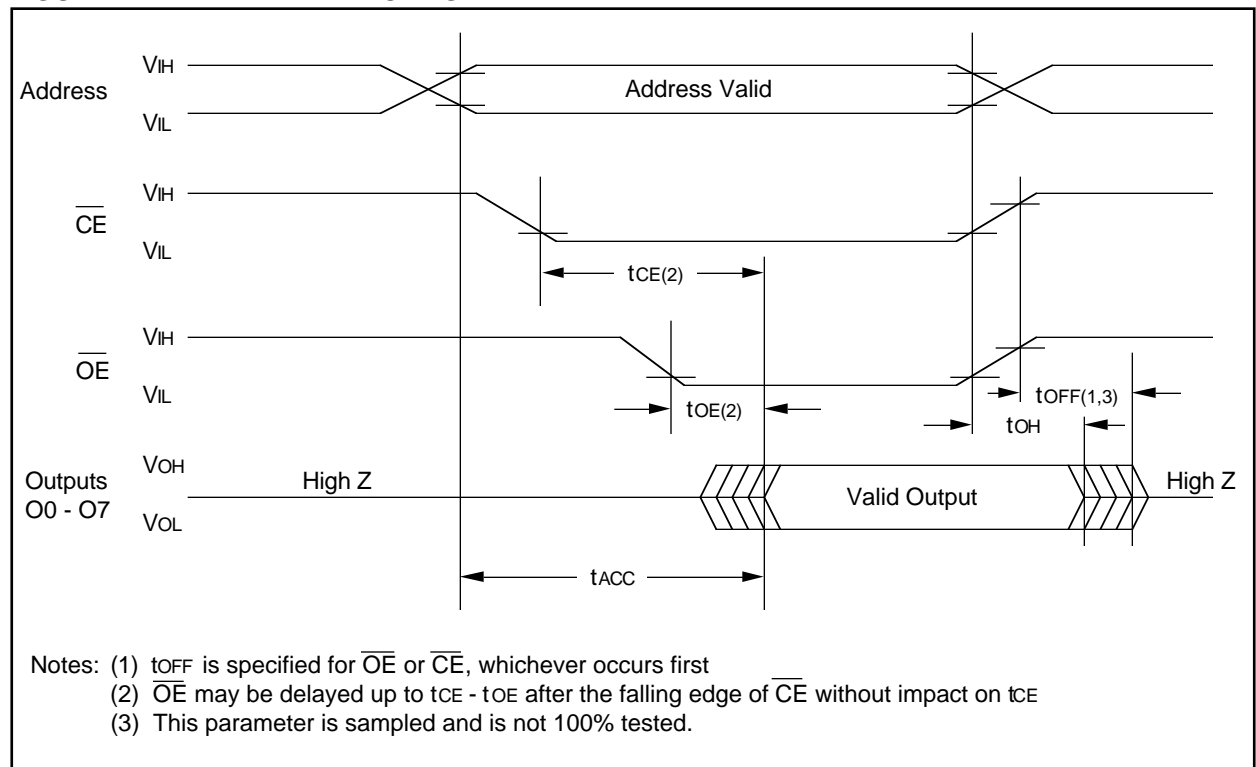 VIH
Address
Address Valid
VIL
VIH
CE
VIL
tCE(2)
VIH
OE
VIL
tOE(2)
tOFF(1,3)
tOH
VOH
Outputs
O0 - O7
High Z
Valid Output
High Z
VOL
tACC
Notes: (1) tOFF is specified for OE or CE, whichever occurs first
(2) OE may be delayed up to tCE - tOE after the falling edge of CE without impact on tCE
(3) This parameter is sampled and is not 100% tested.